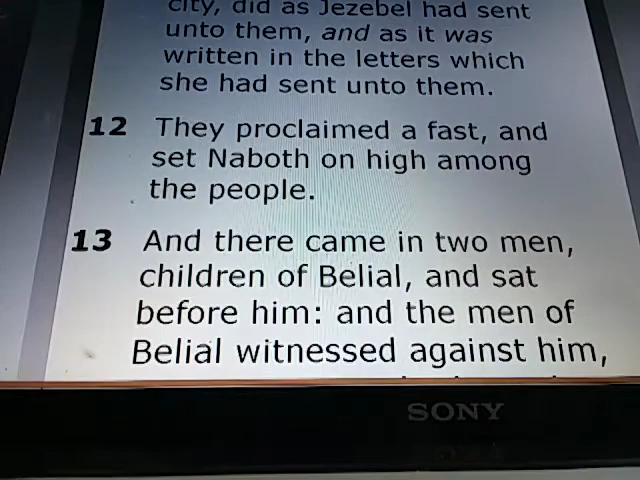 city, did as Jezebel had sent
unto them, and as it was
written in the letters which
she had sent unto them.
12 They proclaimed a fast, and
set Naboth on high among
the people.
13 And there came in two men,
children of Belial, and sat
before him: and the men of
Belial witnessed against him,
SONY